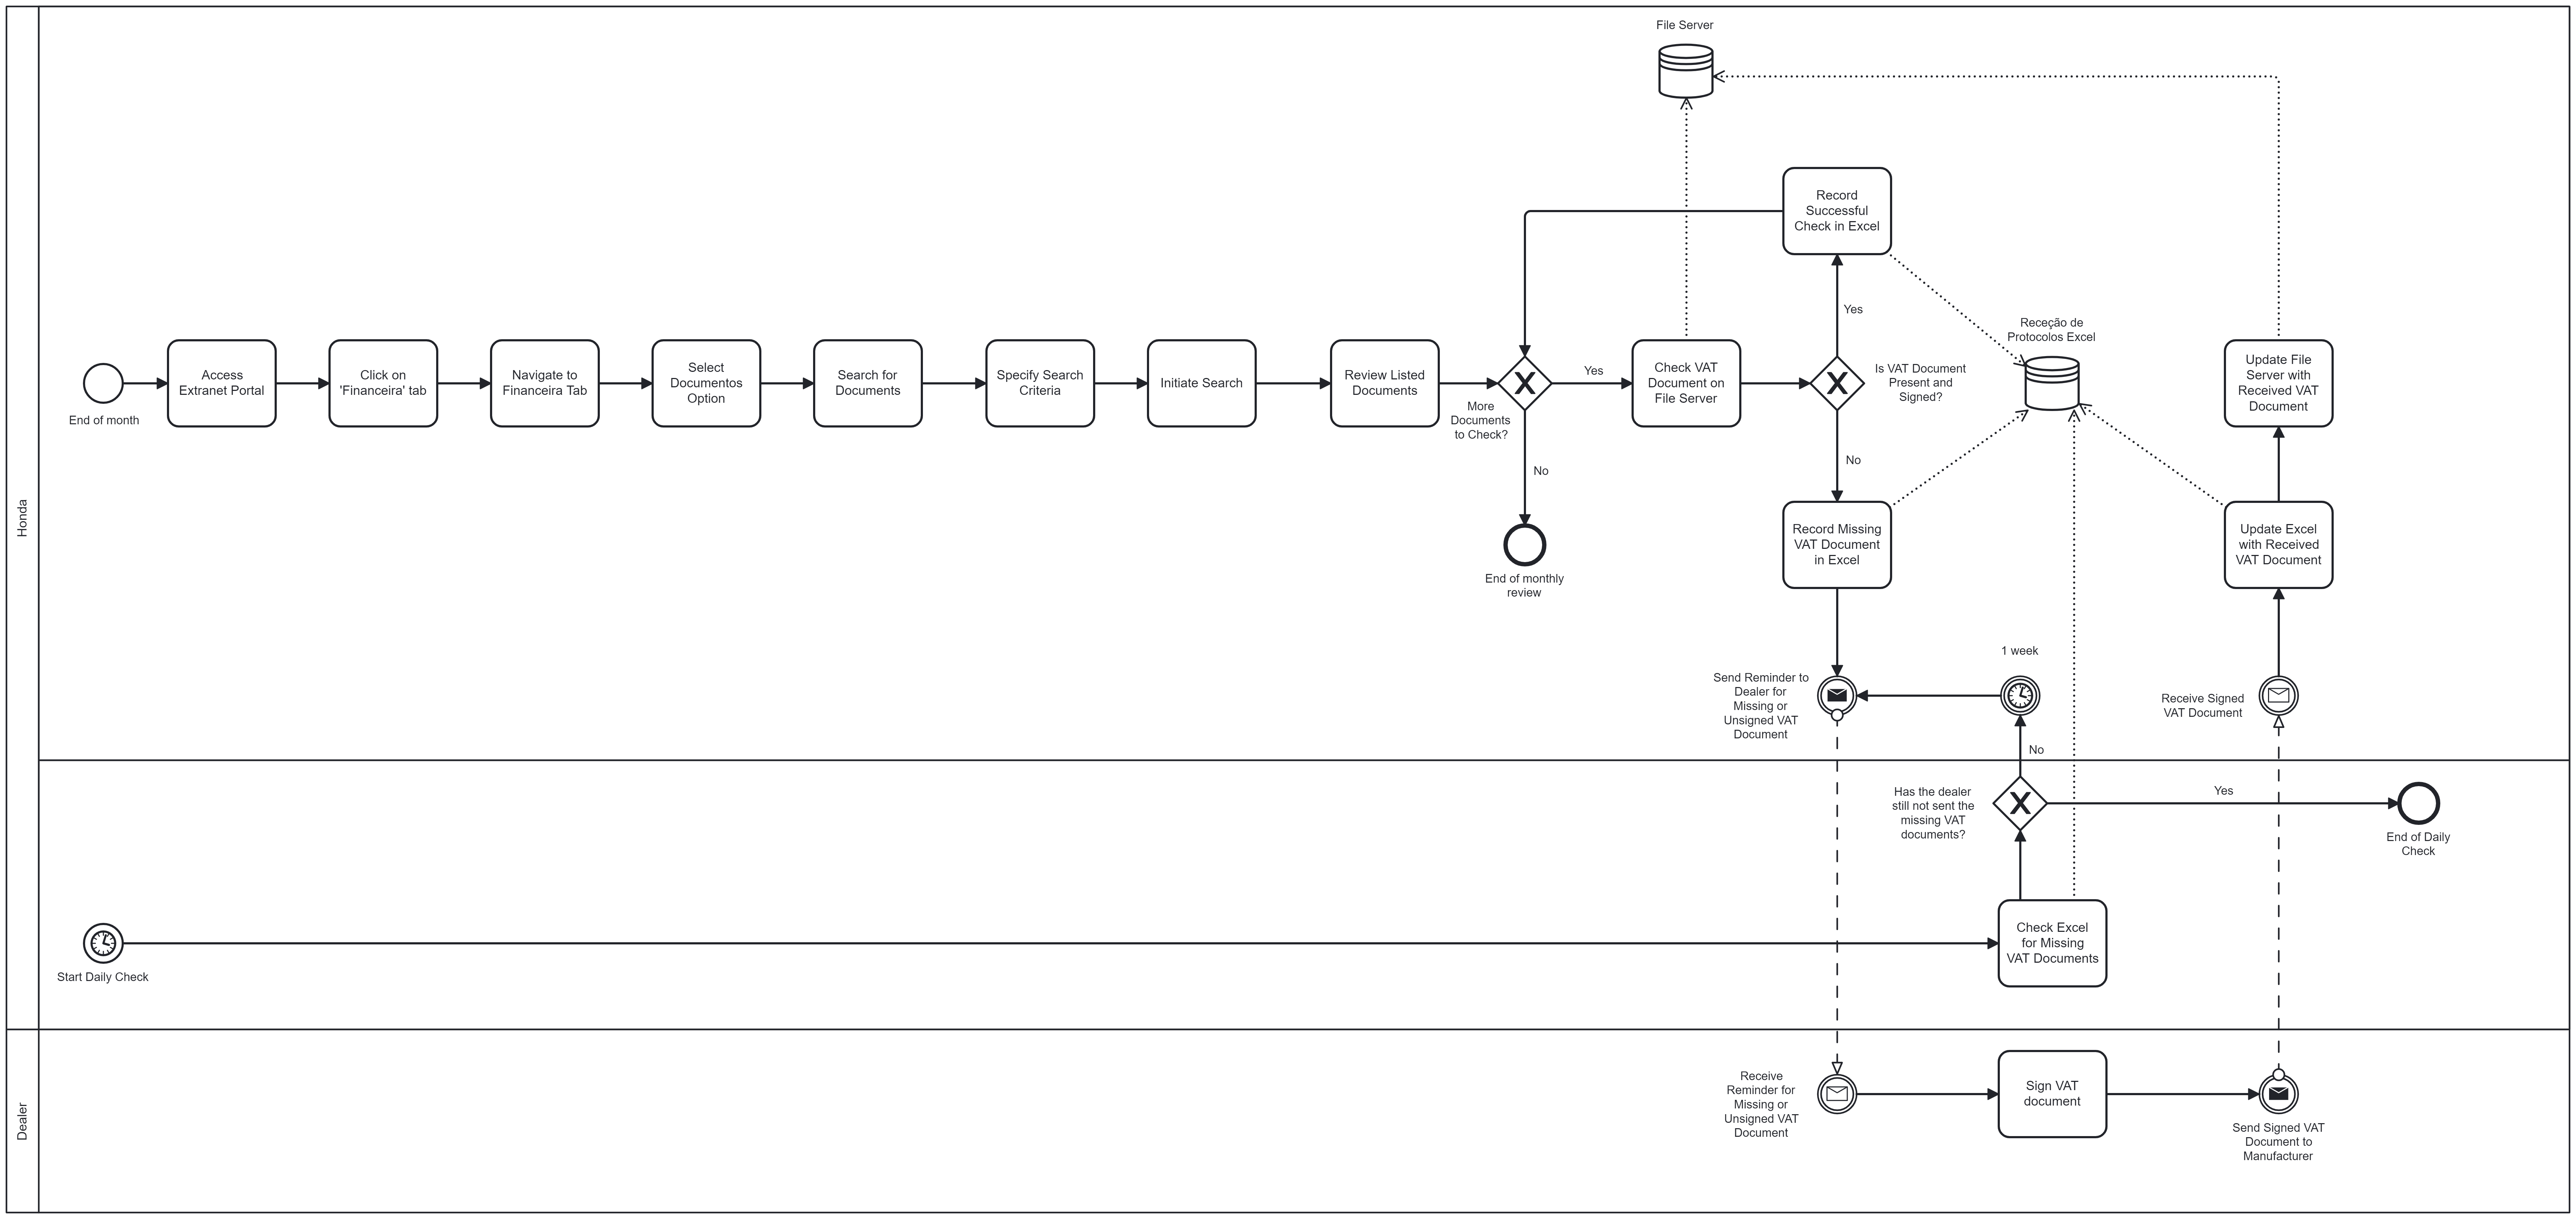 File Server
Record
Successful
Check in Excel
Yes
Receção de
Protocolos Excel
Honda
End of month
Access
Extranet Portal
Click on
'Financeira' tab
Navigate to
Financeira Tab
Select
Documentos
Option
Search for
Documents
Specify Search
Criteria
Initiate Search
Review Listed
Documents
More
Documents
to Check?
Yes
No
End of monthly
review
Check VAT
Document on
File Server
Is VAT Document
Present and
Signed?
No
Update File
Server with
Received VAT
Document
Record Missing
VAT Document
in Excel
Update Excel
with Received
VAT Document
1 week
Send Reminder to
Dealer for
Missing or
Unsigned VAT
Document
Receive Signed
VAT Document
No
Has the dealer
still not sent the
missing VAT
documents?
Yes
End of Daily
Check
Start Daily Check
Check Excel
for Missing
VAT Documents
Dealer
Receive
Reminder for
Missing or
Unsigned VAT
Document
Sign VAT
document
Send Signed VAT
Document to
Manufacturer